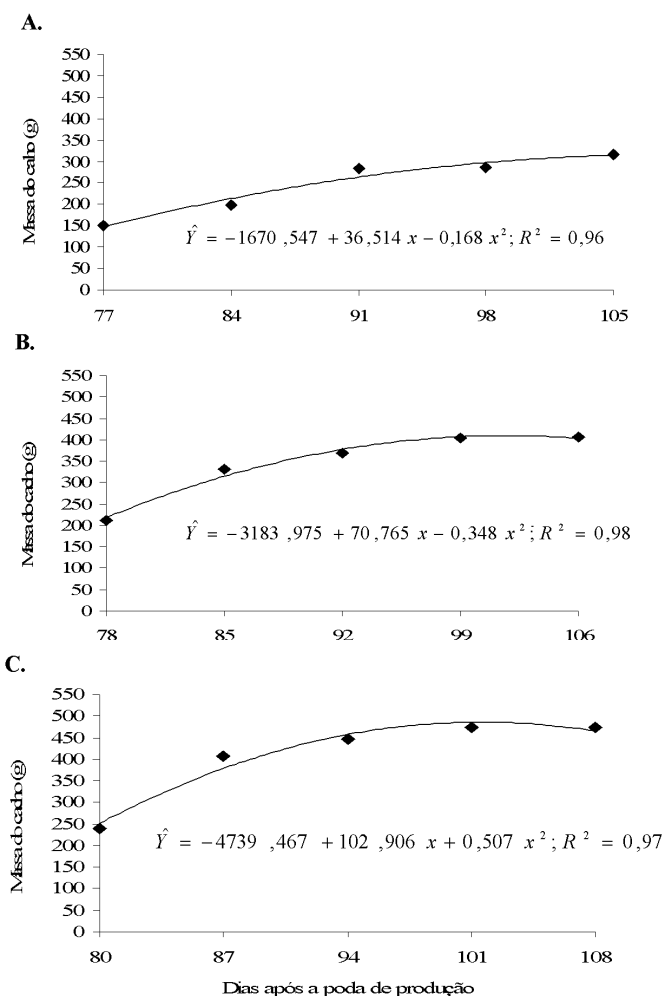 A.
Massa do caho (g)
550
500
450
400
350
300
250
200
150
100
50
0
Ŷ = −1670 ,547 + 36 ,514 x − 0,168 x² ; R² = 0,96
77 84 91 98 105
B.
Massa do cacho (g)
550
500
450
400
350
300
250
200
150
100
50
0
Ŷ = −3183 ,975 + 70 ,765 x − 0,348 x² ; R² = 0,98
78 85 92 99 106
C.
Massa do cacho (g)
550
500
450
400
350
300
250
200
150
100
50
0
Ŷ = −4739 ,467 + 102 ,906 x + 0,507 x² ; R² = 0,97
80 87 94 101 108
Dias após a poda de produção